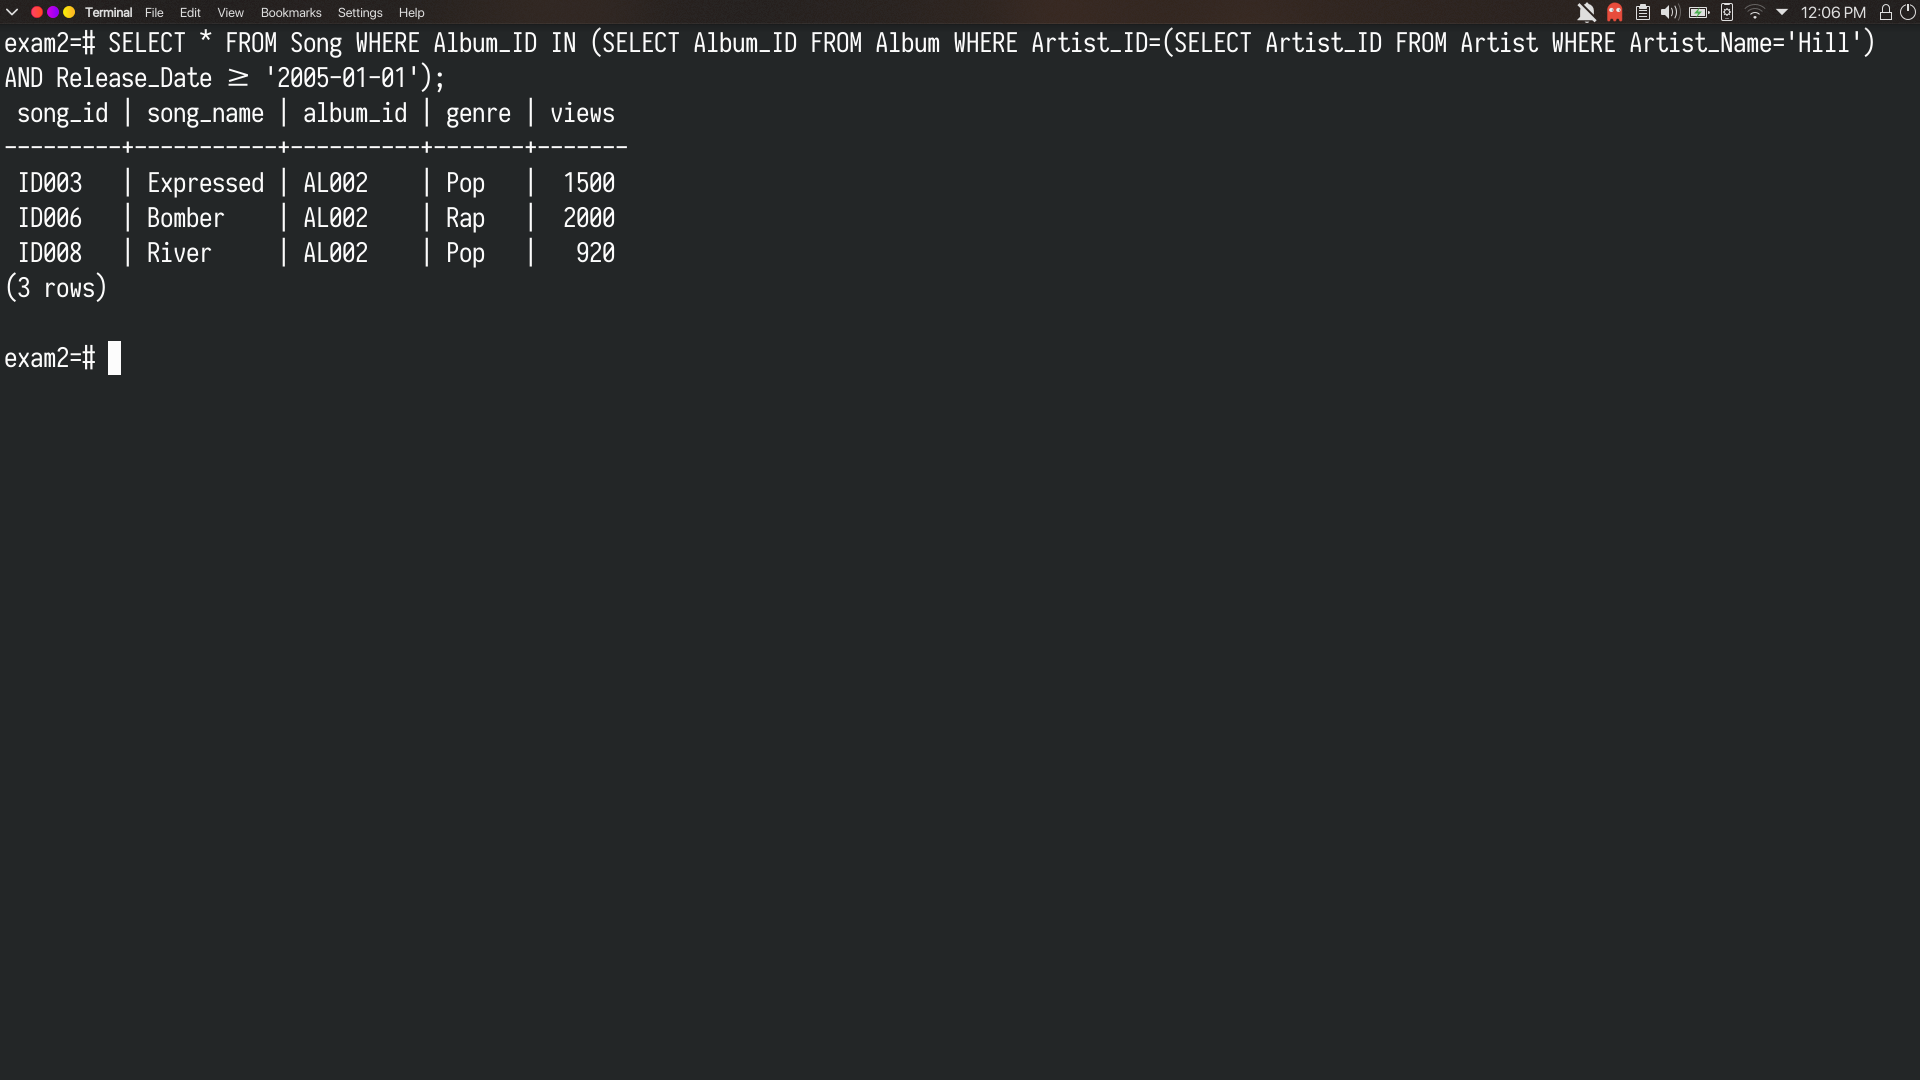 Terminal File Edit View Bookmarks Settings Help 12:06 PM
exam2=# SELECT * FROM Song WHERE Album_ID IN (SELECT Album_ID FROM Album WHERE Artist_ID=(SELECT Artist_ID FROM Artist WHERE Artist_Name='Hill')
AND Release_Date ≥ '2005-01-01');
song_id | song_name | album_id | genre | views
---------+-----------+----------+-------+-------
ID003 | Expressed | AL002 | Pop | 1500
ID006 | Bomber | AL002 | Rap | 2000
ID008 | River | AL002 | Pop | 920
(3 rows)
exam2=#